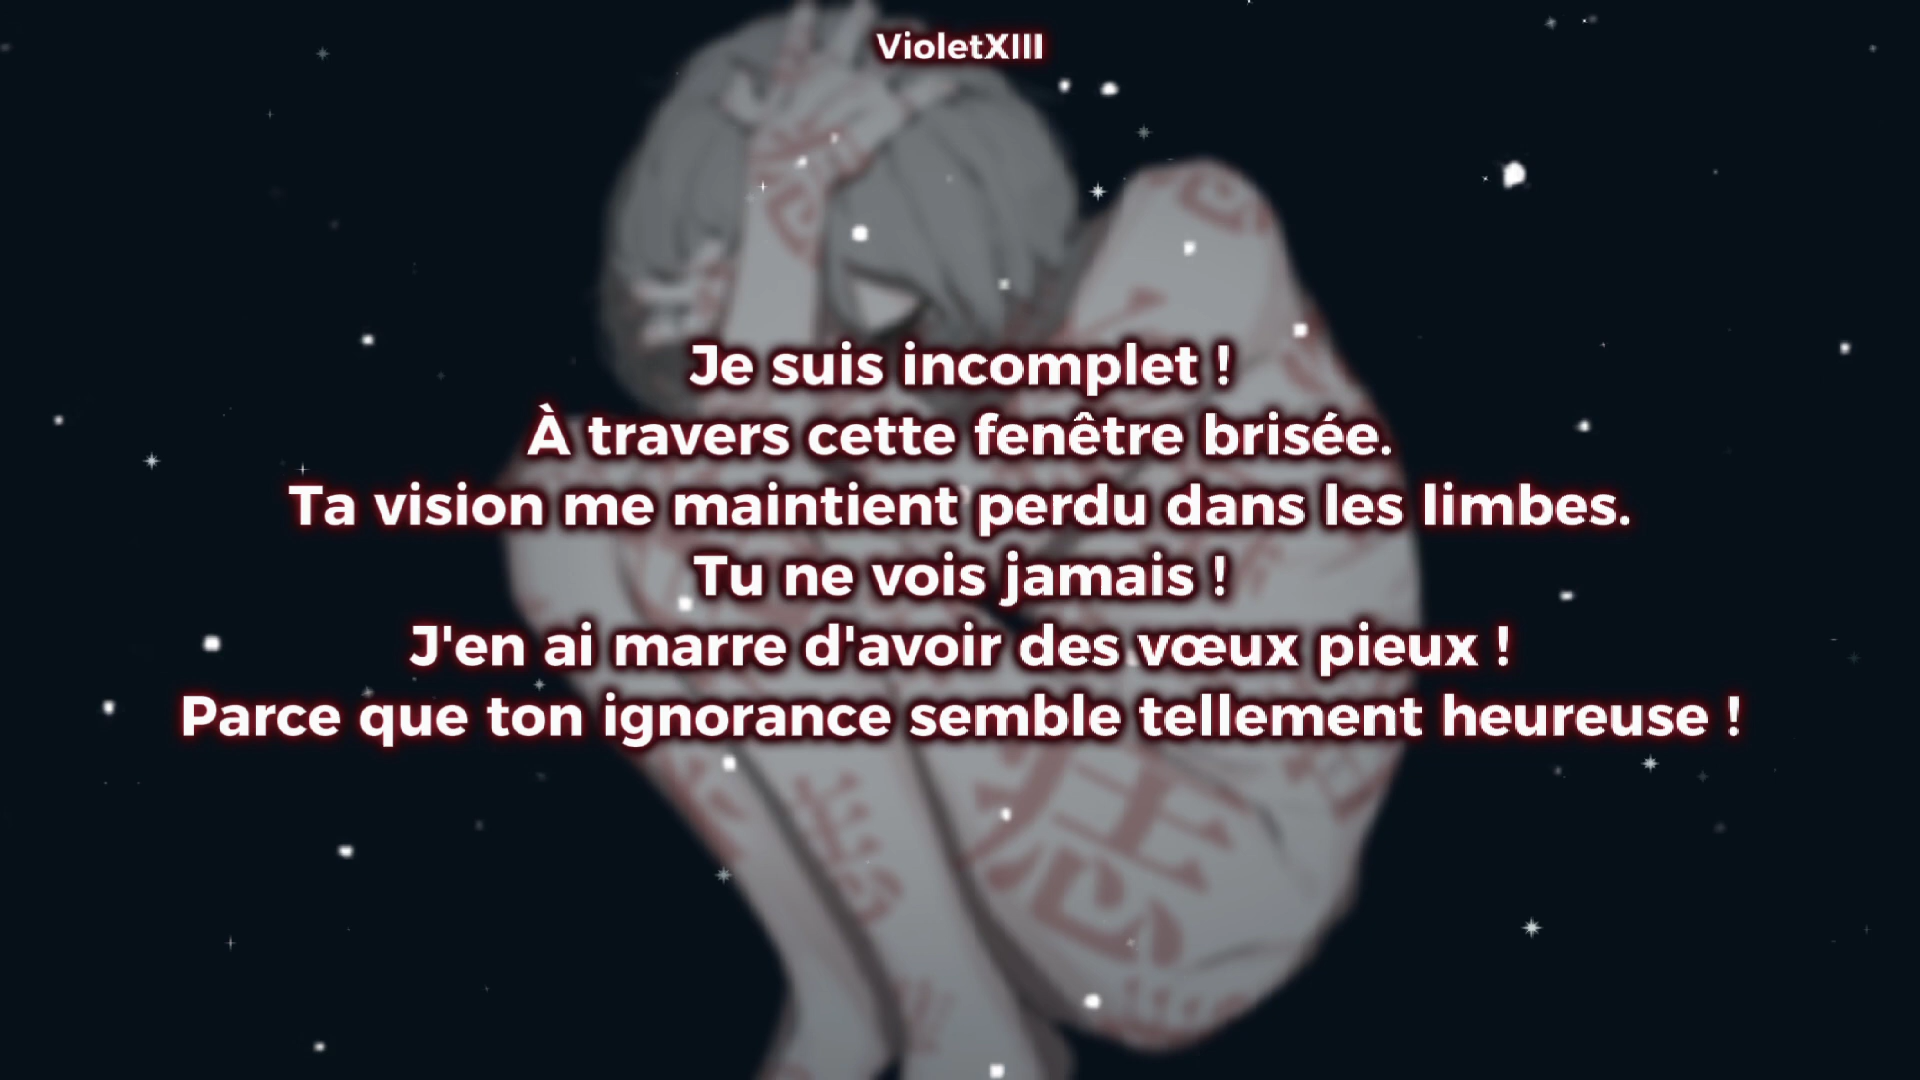 VioletXIII
Je suis incomplet !
À travers cette fenêtre brisée.
Ta vision me maintient perdu dans les limbes.
Tu ne vois jamais !
J'en ai marre d'avoir des vœux pieux !
Parce que ton ignorance semble tellement heureuse !